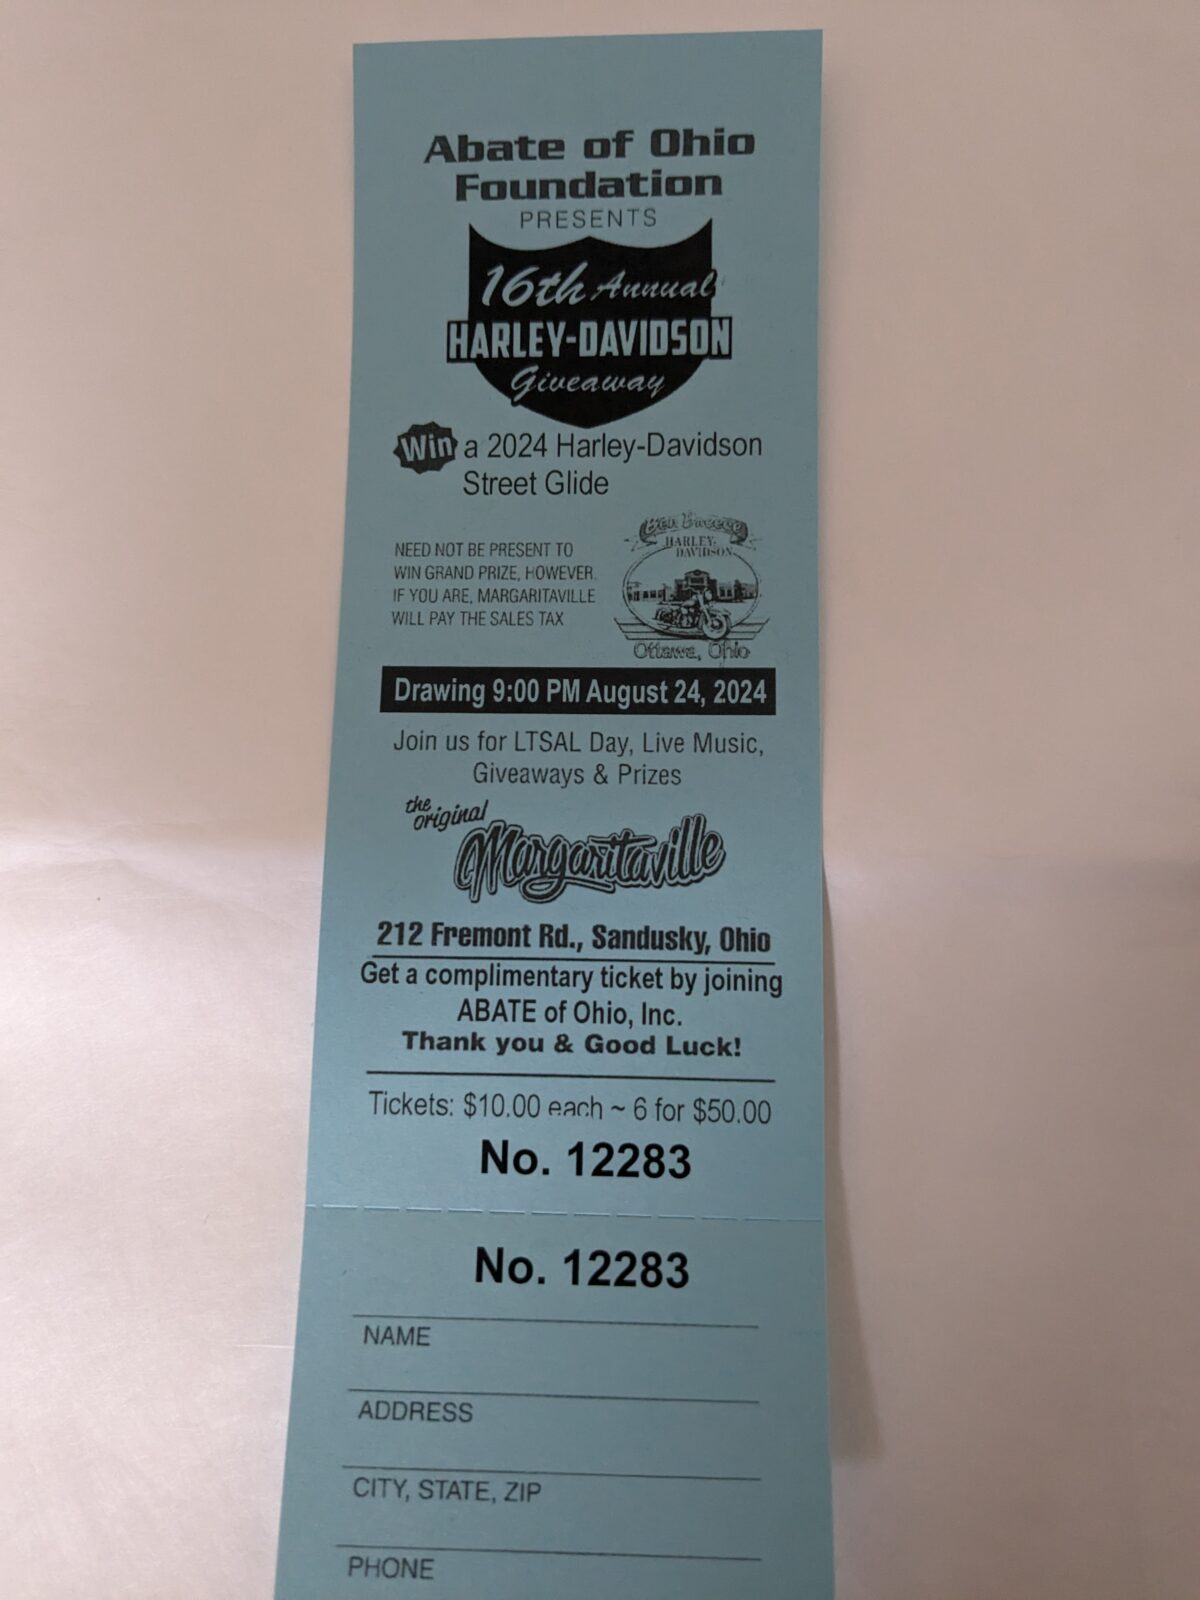 Abate of Ohio
Foundation
PRESENTS
16th Annual
HARLEY-DAVIDSON
Giveaway
Win a 2024 Harley-Davidson
Street Glide
NEED NOT BE PRESENT TO
WIN GRAND PRIZE, HOWEVER,
IF YOU ARE, MARGARITAVILLE
WILL PAY THE SALES TAX
HARLEY-
DAVIDSON
Ottawa, Ohio
Drawing 9:00 PM August 24, 2024
Join us for LTSAL Day, Live Music,
Giveaways & Prizes
the
original
Margaritaville
212 Fremont Rd., Sandusky, Ohio
Get a complimentary ticket by joining
ABATE of Ohio, Inc.
Thank you & Good Luck!
Tickets: $10.00 each ~ 6 for $50.00
No. 12283
No. 12283
NAME
ADDRESS
CITY, STATE, ZIP
PHONE